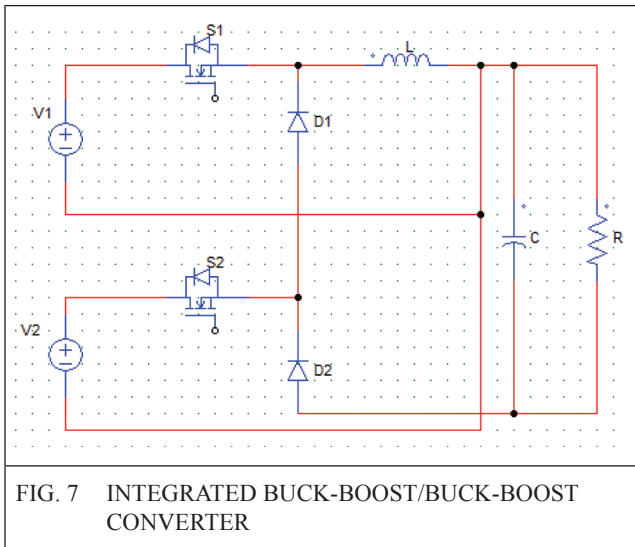 S1
L
V1
D1
C
R
S2
V2
D2
FIG. 7 INTEGRATED BUCK-BOOST/BUCK-BOOST
CONVERTER